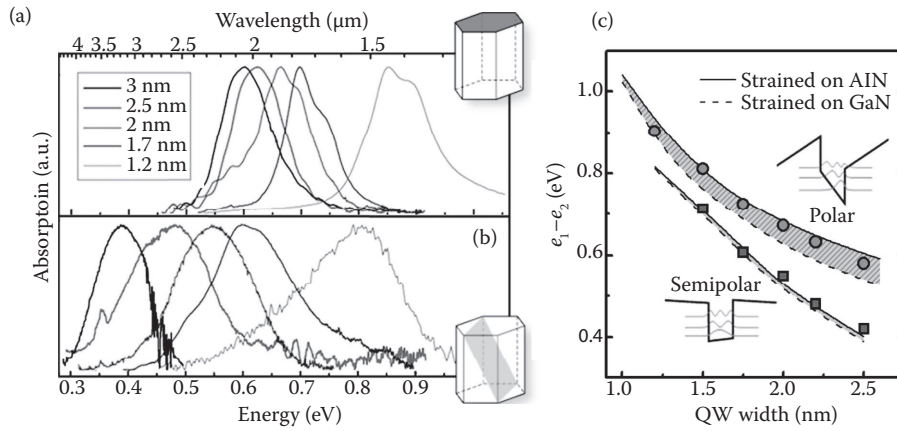 (a)
Wavelength (μm)
4 3.5 3 2.5 2 1.5
3 nm
2.5 nm
2 nm
1.7 nm
1.2 nm
Absorptoin (a.u.)
(b)
0.3 0.4 0.5 0.6 0.7 0.8 0.9
Energy (eV)
(c)
Strained on AlN
Strained on GaN
Polar
Semipolar
e1–e2 (eV)
1.0
0.8
0.6
0.4
1.0 1.5 2.0 2.5
QW width (nm)